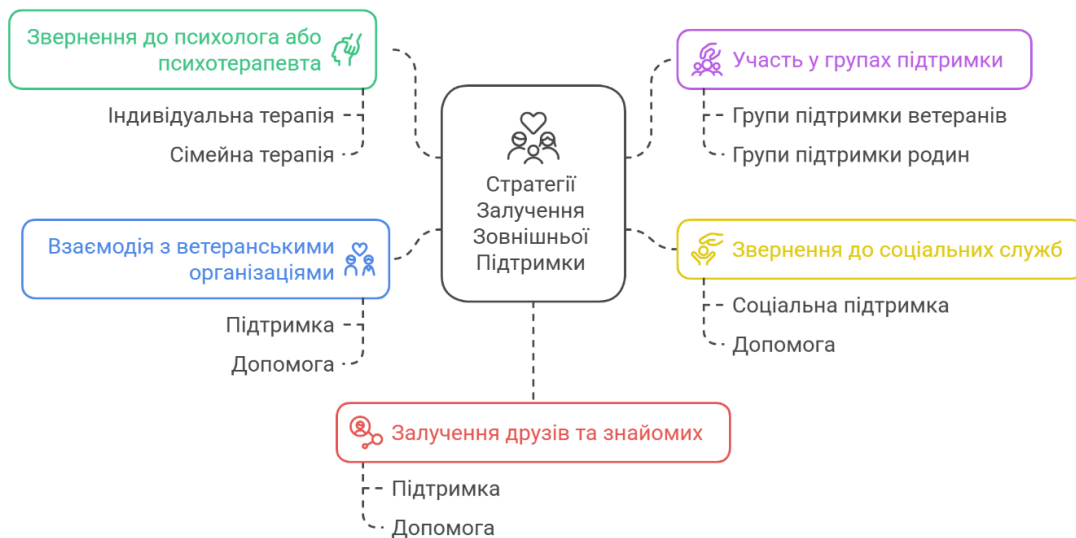 Звернення до психолога або
психотерапевта
Індивідуальна терапія
Сімейна терапія
Участь у групах підтримки
Групи підтримки ветеранів
Групи підтримки родин
Стратегії
Залучення
Зовнішньої
Підтримки
Взаємодія з ветеранськими
організаціями
Підтримка
Допомога
Звернення до соціальних служб
Соціальна підтримка
Допомога
Залучення друзів та знайомих
Підтримка
Допомога